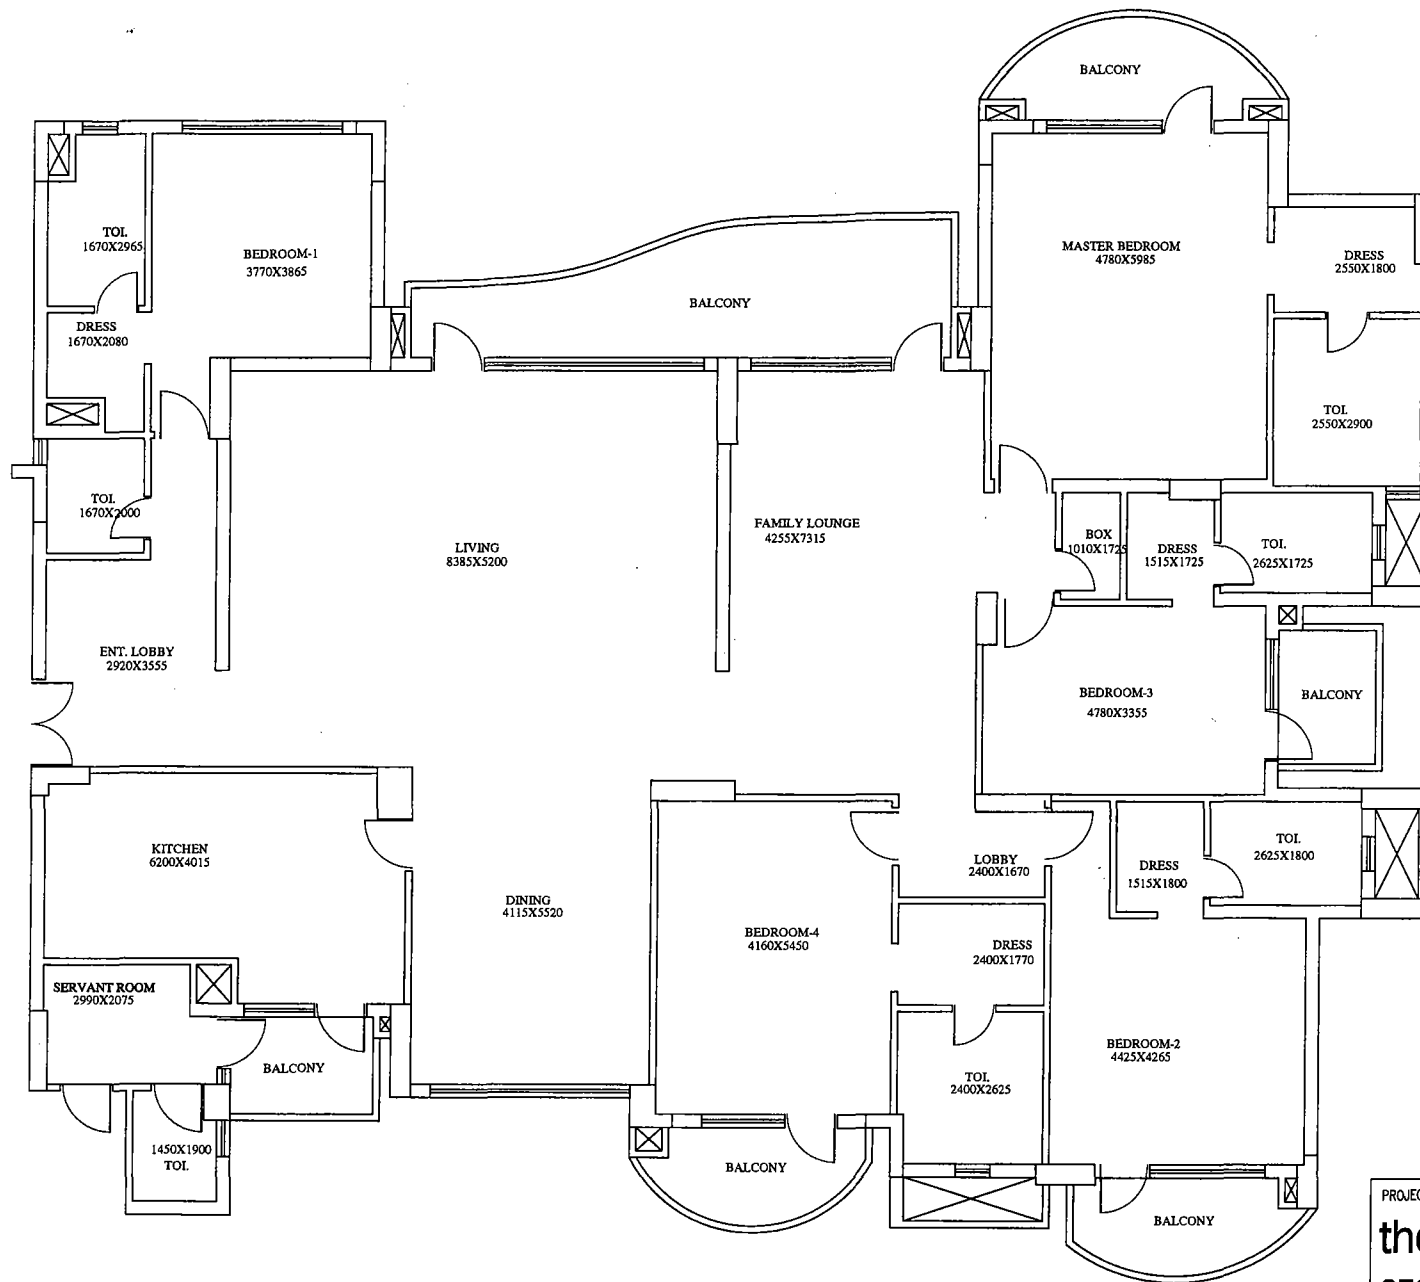 BALCONY
TOI.
1670X2965
BEDROOM-1
3770X3865
MASTER BEDROOM
4780X5985
DRESS
2550X1800
BALCONY
DRESS
1670X2080
TOI.
2550X2900
TOI.
1670X2000
LIVING
8385X5200
FAMILY LOUNGE
4255X7315
BOX
1010X1725
DRESS
1515X1725
TOI.
2625X1725
ENT. LOBBY
2920X3555
BEDROOM-3
4780X3355
BALCONY
KITCHEN
6200X4015
LOBBY
2400X1670
DRESS
1515X1800
TOI.
2625X1800
DINING
4115X5520
BEDROOM-4
4160X5450
DRESS
2400X1770
SERVANT ROOM
2990X2075
BALCONY
BEDROOM-2
4425X4265
TOI.
2400X2625
1450X1900
TOI.
BALCONY
BALCONY
PROJEC
the